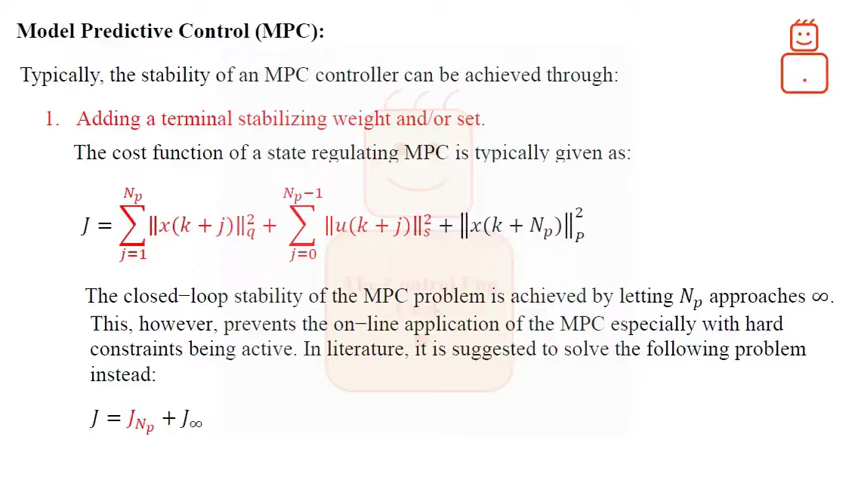 Model Predictive Control (MPC):
Typically, the stability of an MPC controller can be achieved through:
1. Adding a terminal stabilizing weight and/or set.
The cost function of a state regulating MPC is typically given as:
J = ∑_{j=1}^{N_p} ‖x(k + j)‖_q^2 + ∑_{j=0}^{N_p−1} ‖u(k + j)‖_s^2 + ‖x(k + N_p)‖_p^2
The closed−loop stability of the MPC problem is achieved by letting N_p approaches ∞.
This, however, prevents the on−line application of the MPC especially with hard
constraints being active. In literature, it is suggested to solve the following problem
instead:
J = J_{N_p} + J_∞